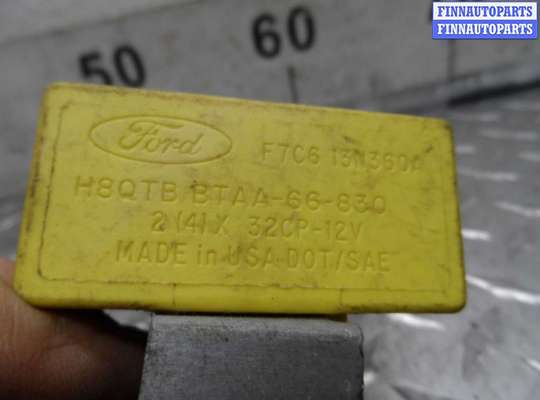 FINNAUTOPARTS
FINNAUTOPARTS
50 60
Ford F7C6 13N360A
H8QTB/BTAA-66-830
2(4)X 32CP-12V
MADE in USA DOT/SAE